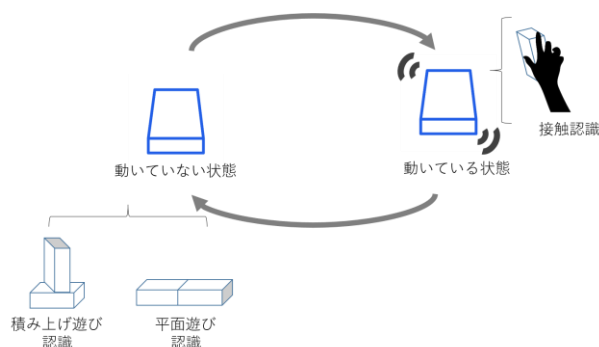 接触認識
動いていない状態
動いている状態
積み上げ遊び
認識
平面遊び
認識